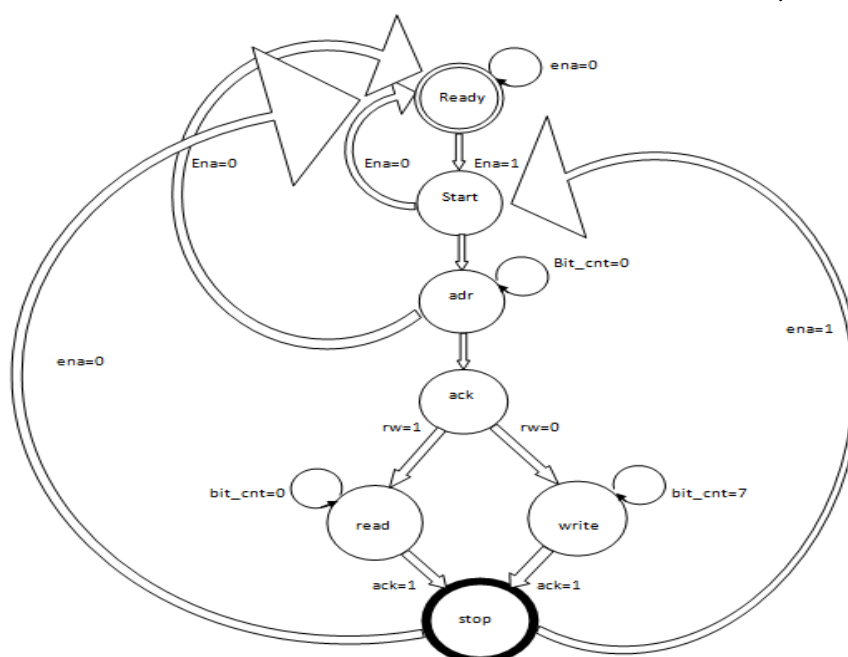 ena=0
Ready
Ena=0
Ena=0
Ena=1
Start
Bit_cnt=0
adr
ena=0
ena=1
ack
rw=1
rw=0
bit_cnt=0
bit_cnt=7
read
write
ack=1
ack=1
stop